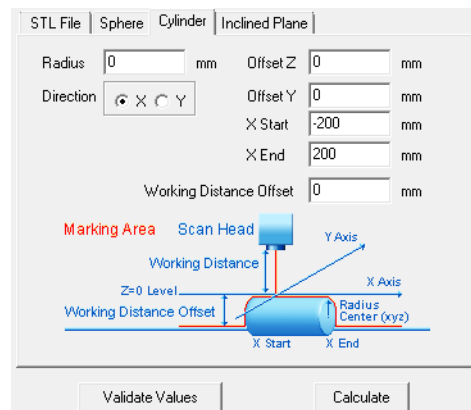 STL File Sphere Cylinder Inclined Plane
Radius 0 mm Offset Z 0 mm
Direction X Y Offset Y 0 mm
X Start -200 mm
X End 200 mm
Working Distance Offset 0 mm
Marking Area Scan Head
Y Axis
Working Distance
X Axis
Z=0 Level
Working Distance Offset
Radius
Center (xyz)
X Start X End
Validate Values Calculate